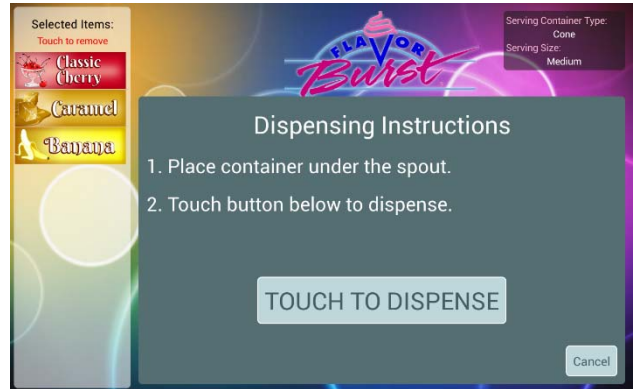 Selected Items:
Touch to remove
Classic
Cherry
Caramel
Banana
FLAVOR
Burst
Serving Container Type:
Cone
Serving Size:
Medium
Dispensing Instructions
1. Place container under the spout.
2. Touch button below to dispense.
TOUCH TO DISPENSE
Cancel